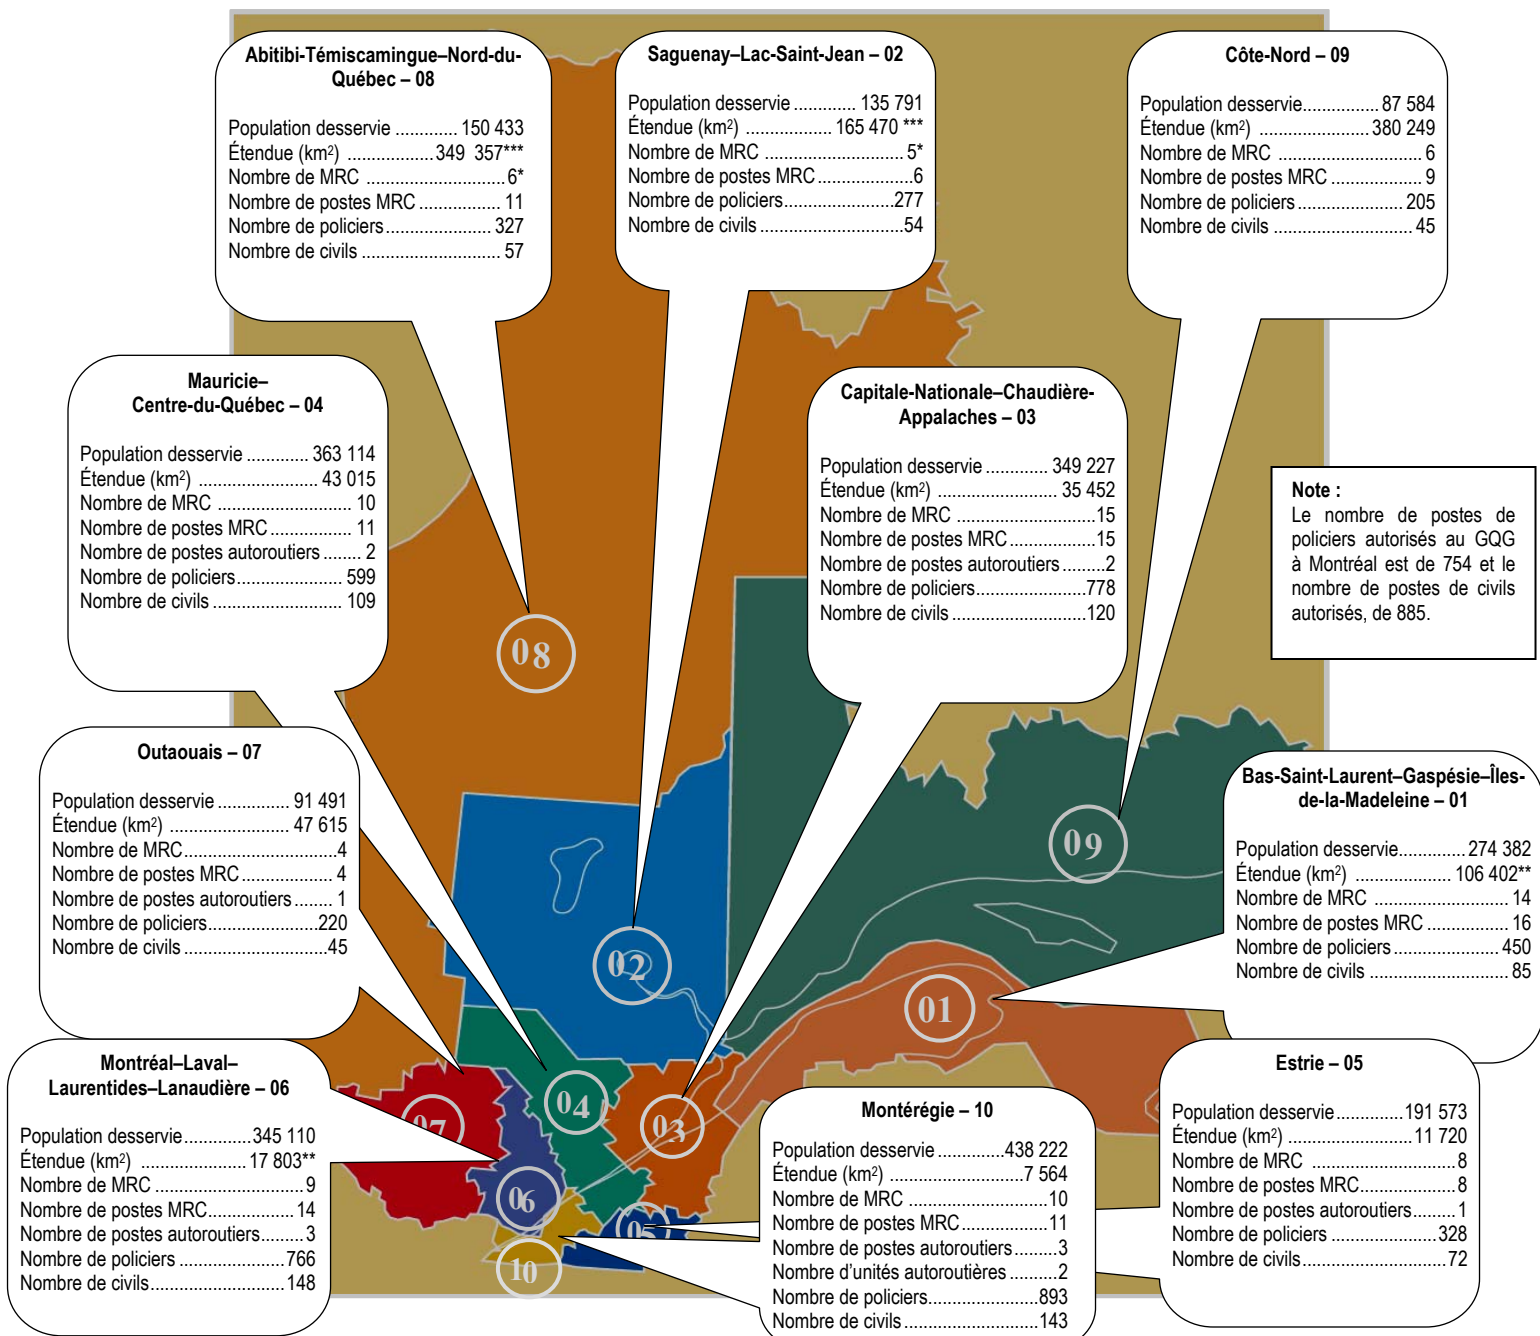 Abitibi-Témiscamingue–Nord-du-
Québec – 08
Population desservie ............. 150 433
Étendue (km²) ....................349 357***
Nombre de MRC ................................6*
Nombre de postes MRC ................... 11
Nombre de policiers........................ 327
Nombre de civils ................................ 57
Saguenay–Lac-Saint-Jean – 02
Population desservie ............. 135 791
Étendue (km²) ..................... 165 470 ***
Nombre de MRC ............................... 5*
Nombre de postes MRC ....................6
Nombre de policiers..........................277
Nombre de civils .................................54
Côte-Nord – 09
Population desservie................. 87 584
Étendue (km²) ........................... 380 249
Nombre de MRC .................................. 6
Nombre de postes MRC ..................... 9
Nombre de policiers......................... 205
Nombre de civils ................................ 45
Mauricie–
Centre-du-Québec – 04
Population desservie ............. 363 114
Étendue (km²) ........................... 43 015
Nombre de MRC ............................... 10
Nombre de postes MRC ................... 11
Nombre de postes autoroutiers ......... 2
Nombre de policiers......................... 599
Nombre de civils .............................. 109
Capitale-Nationale–Chaudière-
Appalaches – 03
Population desservie .............. 349 227
Étendue (km²) ........................... 35 452
Nombre de MRC ................................15
Nombre de postes MRC....................15
Nombre de postes autoroutiers ..........2
Nombre de policiers..........................778
Nombre de civils ...............................120
Note :
Le nombre de postes de
policiers autorisés au GQG
à Montréal est de 754 et le
nombre de postes de civils
autorisés, de 885.
08
Outaouais – 07
Population desservie ................ 91 491
Étendue (km²) ........................... 47 615
Nombre de MRC...................................4
Nombre de postes MRC .................... 4
Nombre de postes autoroutiers ........ 1
Nombre de policiers.........................220
Nombre de civils ................................45
Bas-Saint-Laurent–Gaspésie–Îles-
de-la-Madeleine – 01
Population desservie................274 382
Étendue (km²) ...................... 106 402**
Nombre de MRC ............................... 14
Nombre de postes MRC ................... 16
Nombre de policiers......................... 450
Nombre de civils ................................ 85
09
02
01
Montréal–Laval–
Laurentides–Lanaudière – 06
Population desservie...............345 110
Étendue (km²) ........................ 17 803**
Nombre de MRC ..................................9
Nombre de postes MRC.................... 14
Nombre de postes autoroutiers.......... 3
Nombre de policiers .........................766
Nombre de civils................................148
07
04
03
06
05
10
Montérégie – 10
Population desservie ...............438 222
Étendue (km²) .............................7 564
Nombre de MRC ................................10
Nombre de postes MRC ....................11
Nombre de postes autoroutiers ..........3
Nombre d'unités autoroutières ...........2
Nombre de policiers..........................893
Nombre de civils ...............................143
Estrie – 05
Population desservie................191 573
Étendue (km²) ........................... 11 720
Nombre de MRC ..................................8
Nombre de postes MRC......................8
Nombre de postes autoroutiers...........1
Nombre de policiers ......................... 328
Nombre de civils.................................72